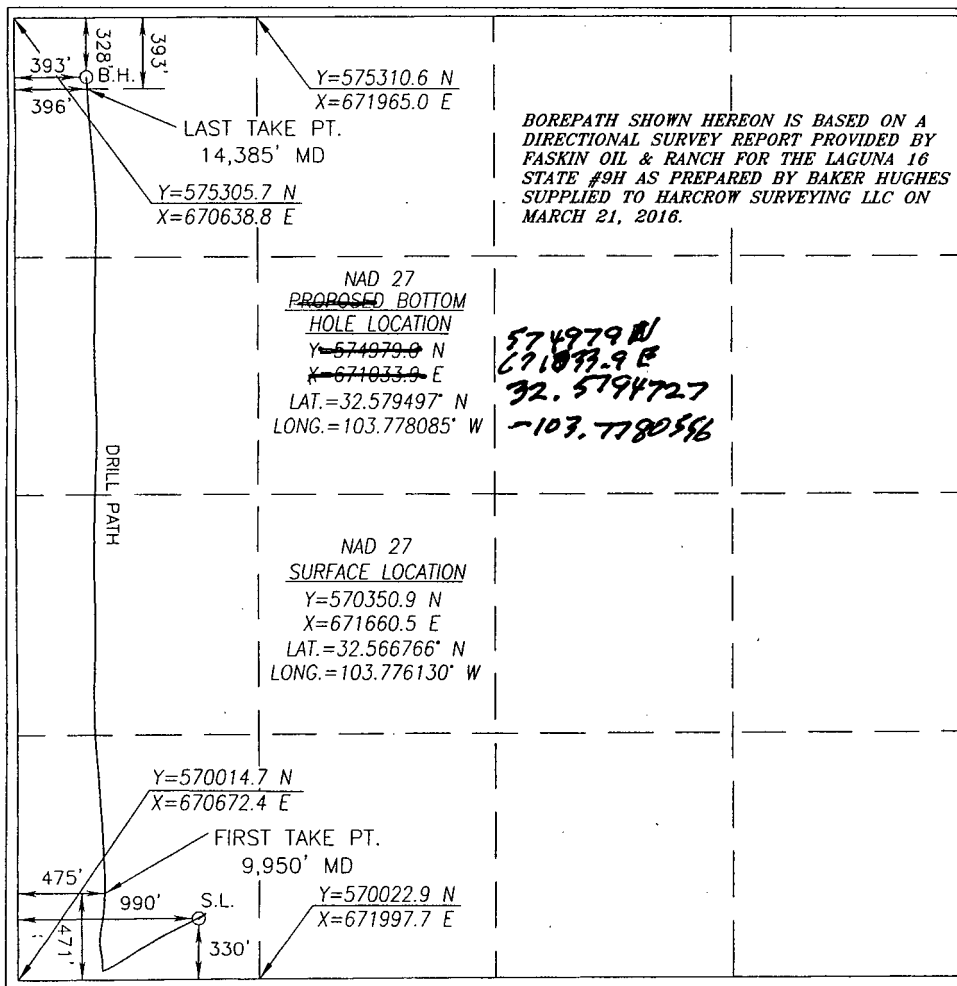 328'
393'
393'
B.H.
396'
LAST TAKE PT.
14,385' MD
Y=575310.6 N
X=671965.0 E
Y=575305.7 N
X=670638.8 E
BOREPATH SHOWN HEREON IS BASED ON A
DIRECTIONAL SURVEY REPORT PROVIDED BY
FASKIN OIL & RANCH FOR THE LAGUNA 16
STATE #9H AS PREPARED BY BAKER HUGHES
SUPPLIED TO HARCROW SURVEYING LLC ON
MARCH 21, 2016.
NAD 27
PROPOSED BOTTOM
HOLE LOCATION
Y=574979.0 N
X=671033.9 E
LAT.=32.579497° N
LONG.=103.778085° W
574979 N
671033.9 E
32.5794727
-103.7780556
DRILL PATH
NAD 27
SURFACE LOCATION
Y=570350.9 N
X=671660.5 E
LAT.=32.566766° N
LONG.=103.776130° W
Y=570014.7 N
X=670672.4 E
FIRST TAKE PT.
9,950' MD
475'
990'
S.L.
471'
330'
Y=570022.9 N
X=671997.7 E